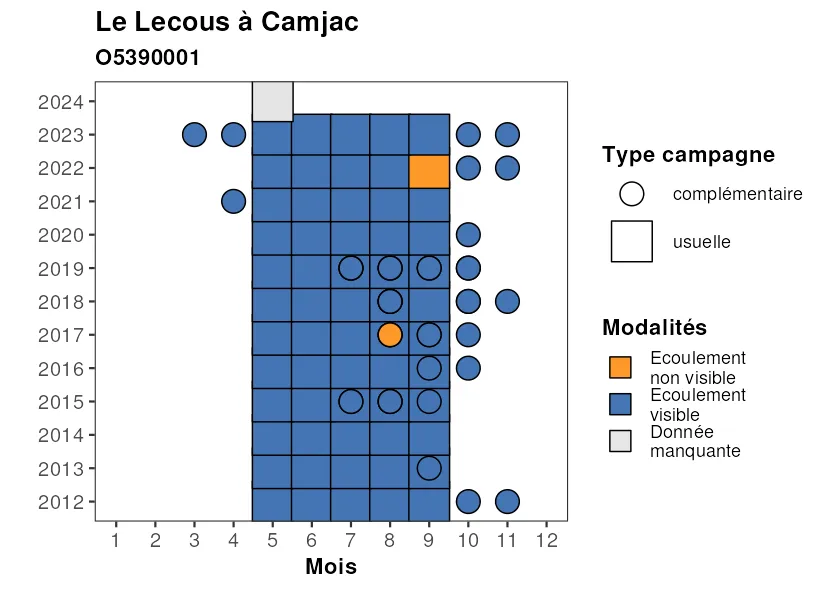 Le Lecous à Camjac
O5390001
2024
2023
2022
2021
2020
2019
2018
2017
2016
2015
2014
2013
2012
1 2 3 4 5 6 7 8 9 10 11 12
Mois
Type campagne
complémentaire
usuelle
Modalités
Ecoulement
non visible
Ecoulement
visible
Donnée
manquante